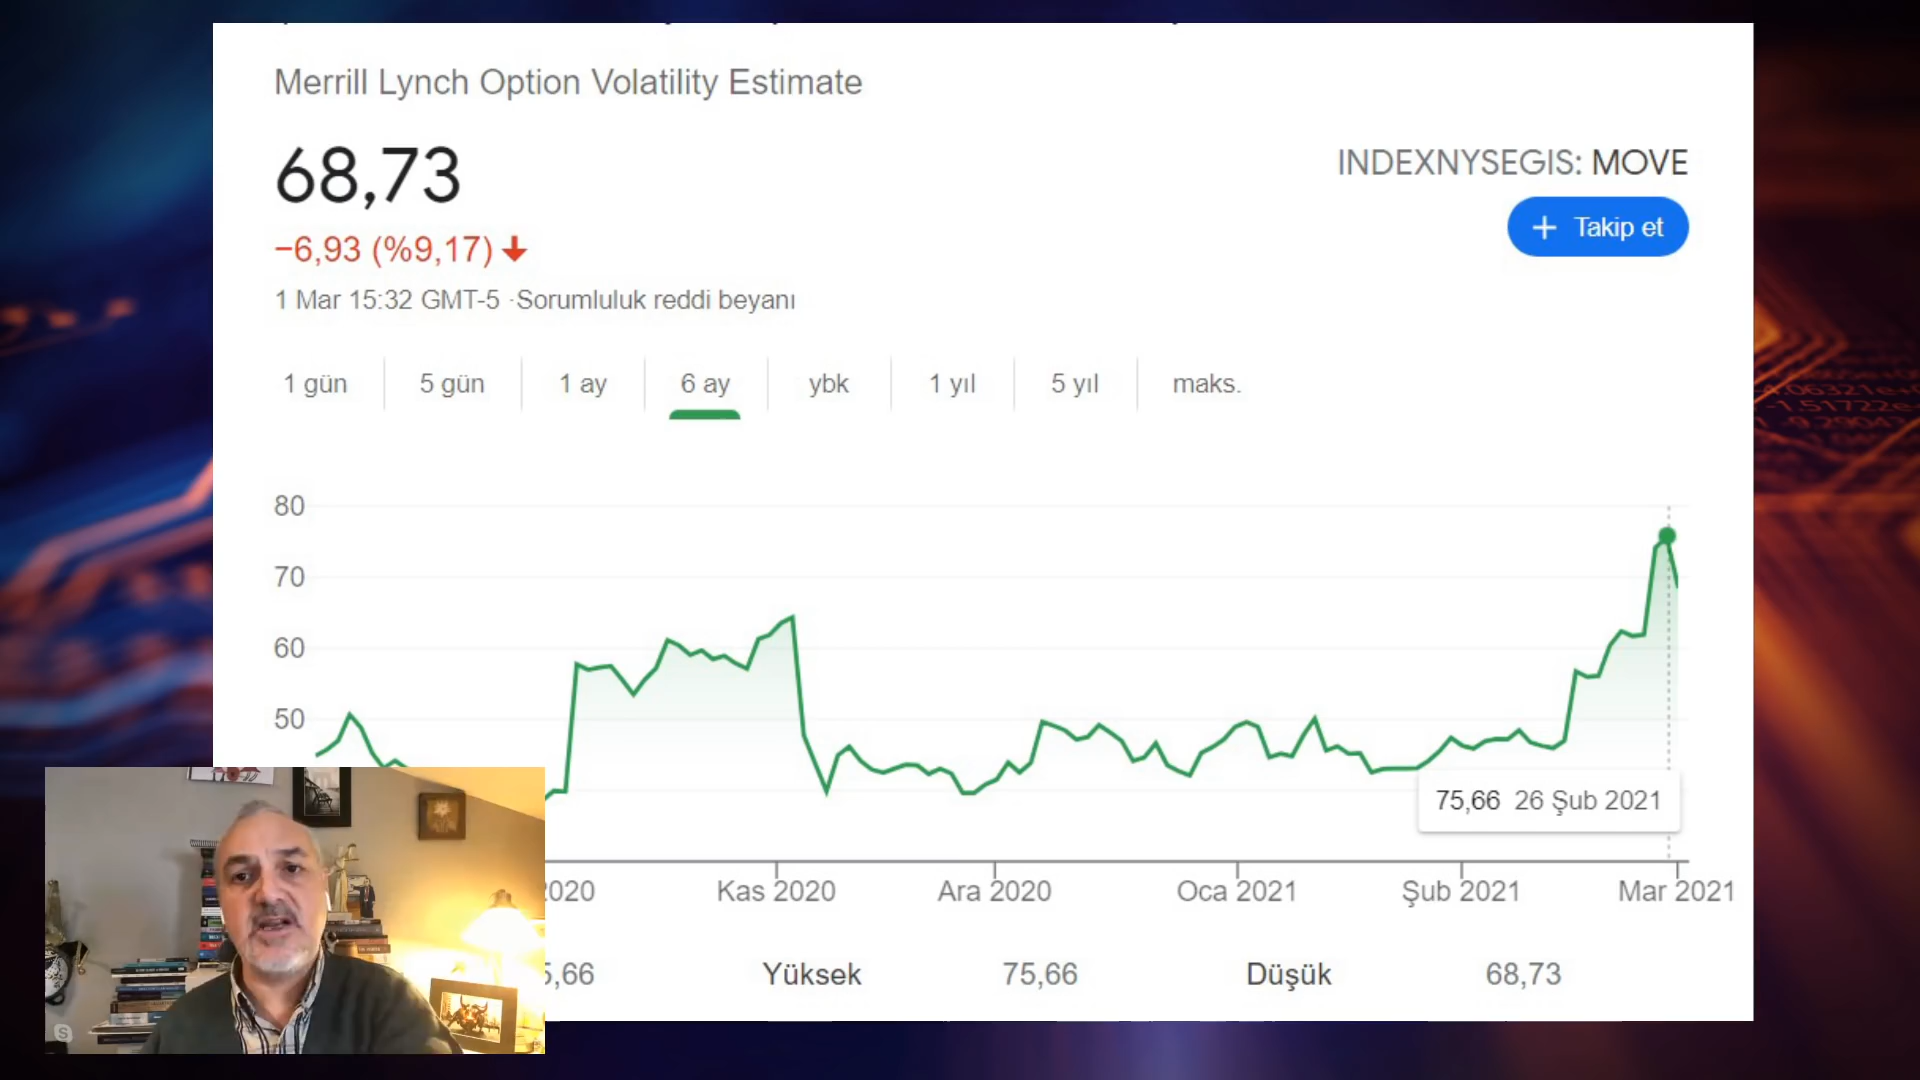 Merrill Lynch Option Volatility Estimate
68,73
INDEXNYSEGIS: MOVE
−6,93 (%9,17)
+ Takip et
1 Mar 15:32 GMT-5 ·Sorumluluk reddi beyanı
1 gün 5 gün 1 ay 6 ay ybk 1 yıl 5 yıl maks.
80
70
60
50
75,66 26 Şub 2021
2020 Kas 2020 Ara 2020 Oca 2021 Şub 2021 Mar 2021
5,66 Yüksek 75,66 Düşük 68,73